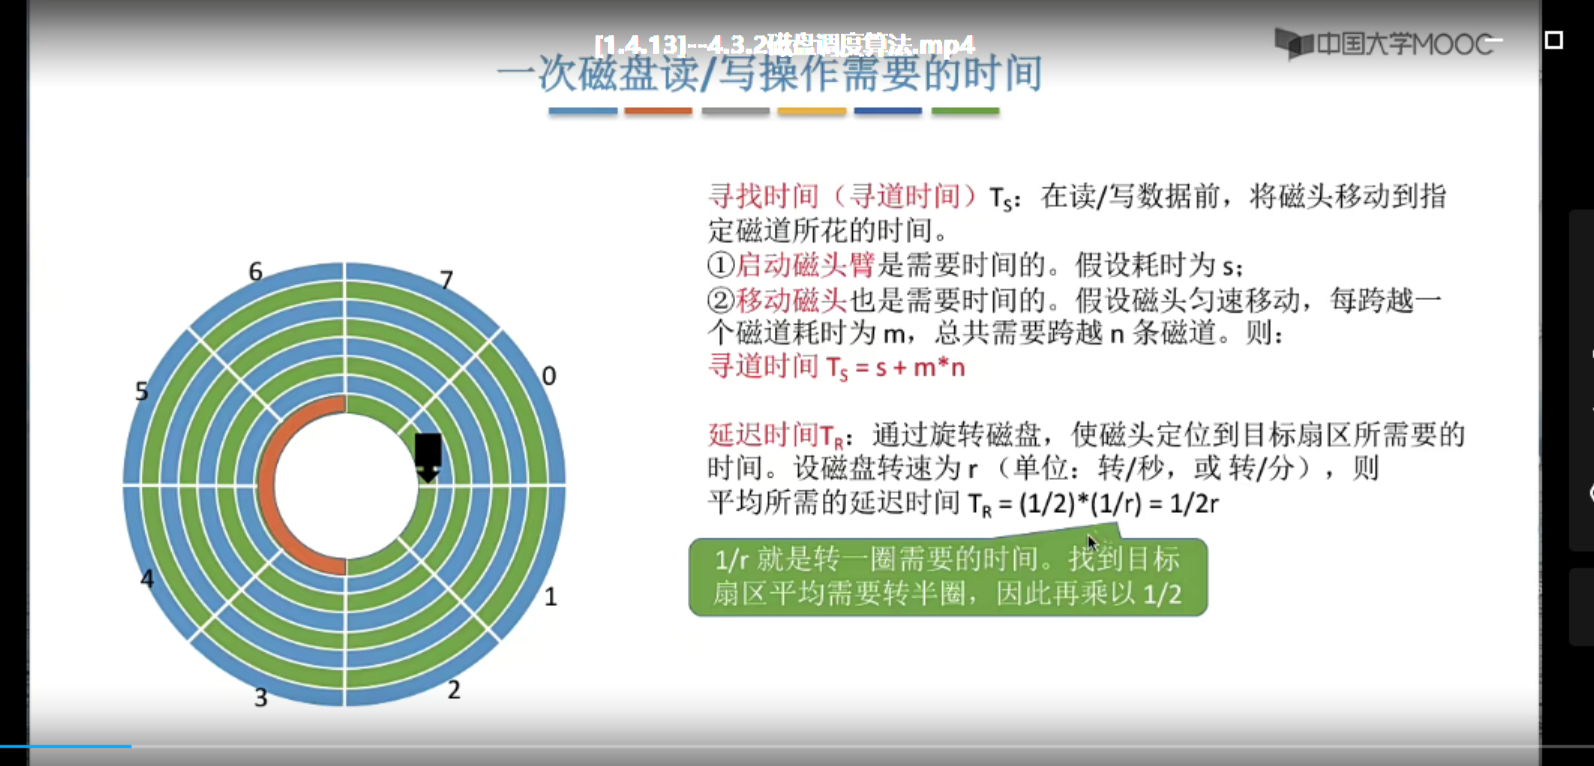 [1.4.13]--4.3.2磁盘调度算法.mp4
中国大学MOOC
一次磁盘读/写操作需要的时间
寻找时间（寻道时间）TS：在读/写数据前，将磁头移动到指
定磁道所花的时间。
①启动磁头臂是需要时间的。假设耗时为 s；
②移动磁头也是需要时间的。假设磁头匀速移动，每跨越一
个磁道耗时为 m，总共需要跨越 n 条磁道。则：
寻道时间 TS = s + m*n
延迟时间TR：通过旋转磁盘，使磁头定位到目标扇区所需要的
时间。设磁盘转速为 r （单位：转/秒，或 转/分），则
平均所需的延迟时间 TR = (1/2)*(1/r) = 1/2r
1/r 就是转一圈需要的时间。找到目标
扇区平均需要转半圈，因此再乘以 1/2
6
7
5
0
4
1
3
2